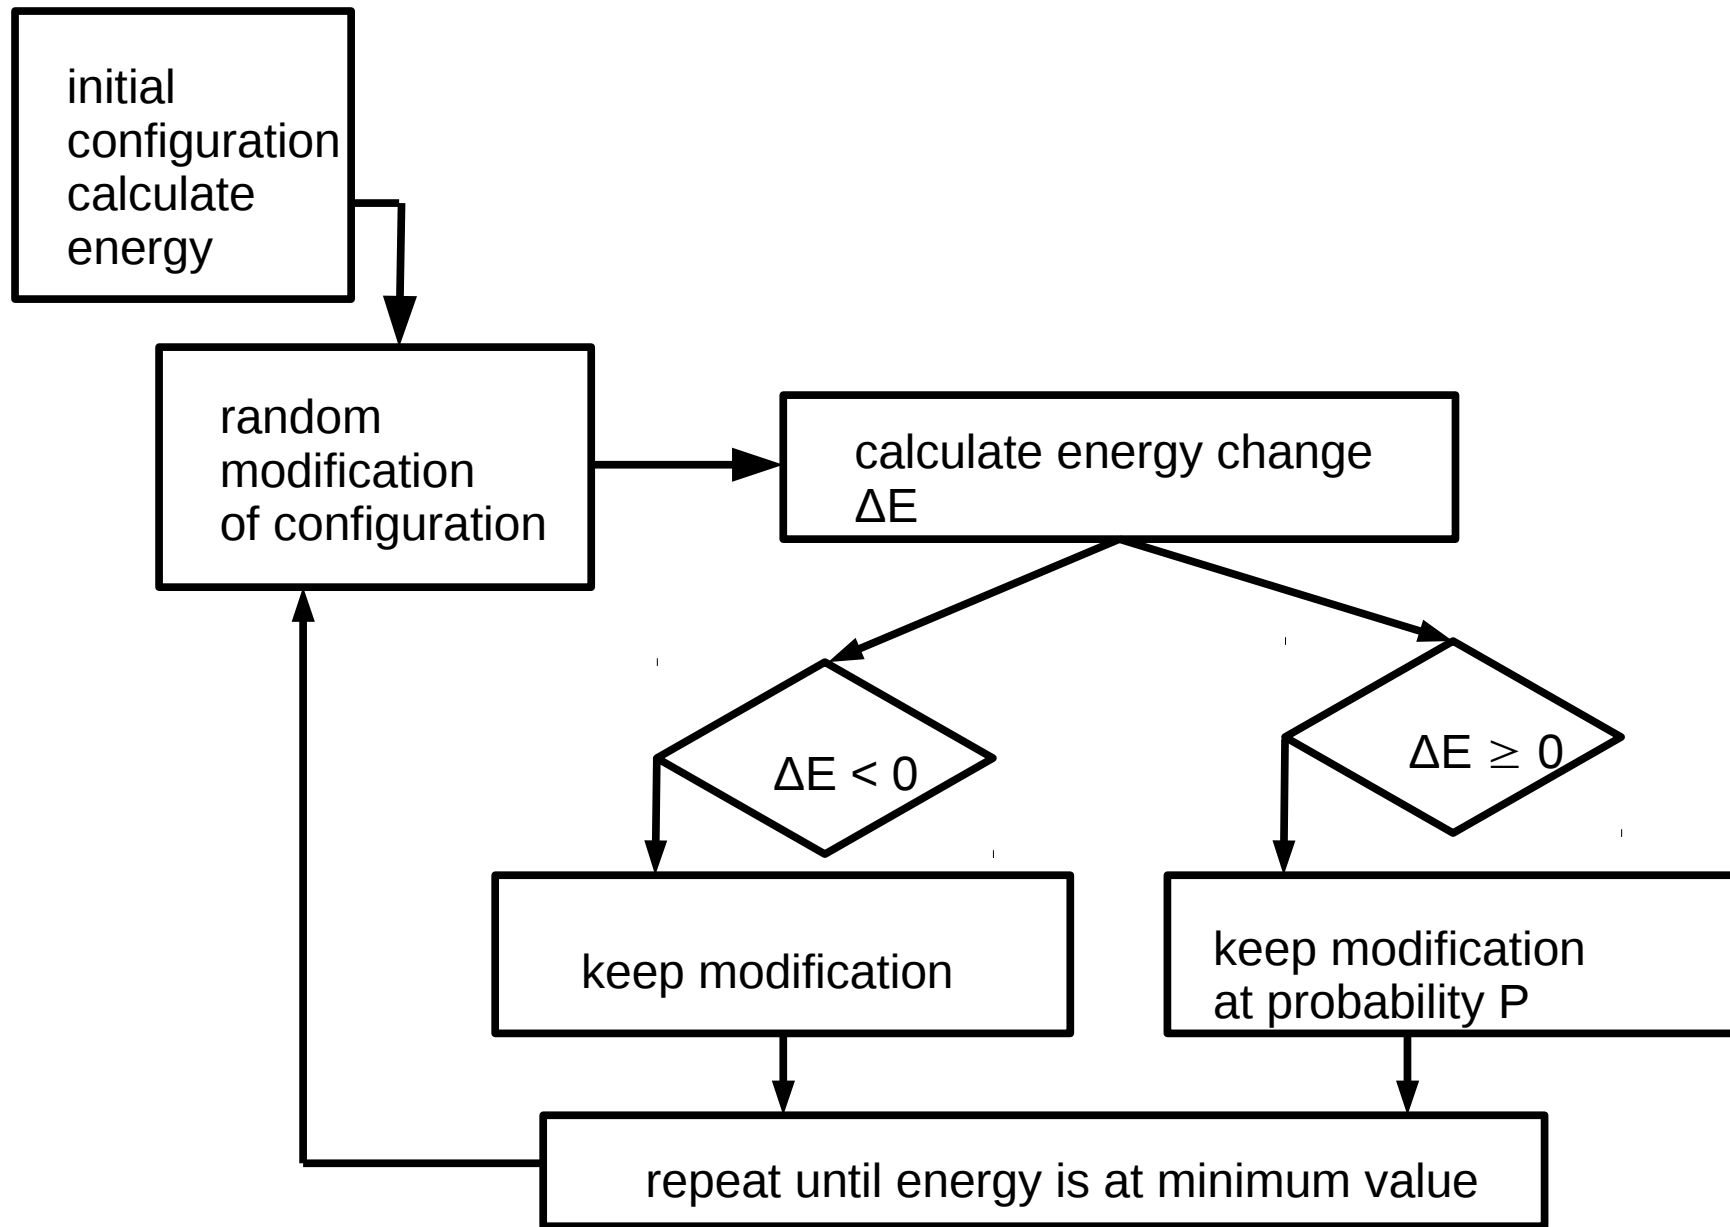 initial
configuration
calculate
energy
random
modification
of configuration
calculate energy change
ΔE
ΔE < 0
ΔE ≥ 0
keep modification
keep modification
at probability P
repeat until energy is at minimum value